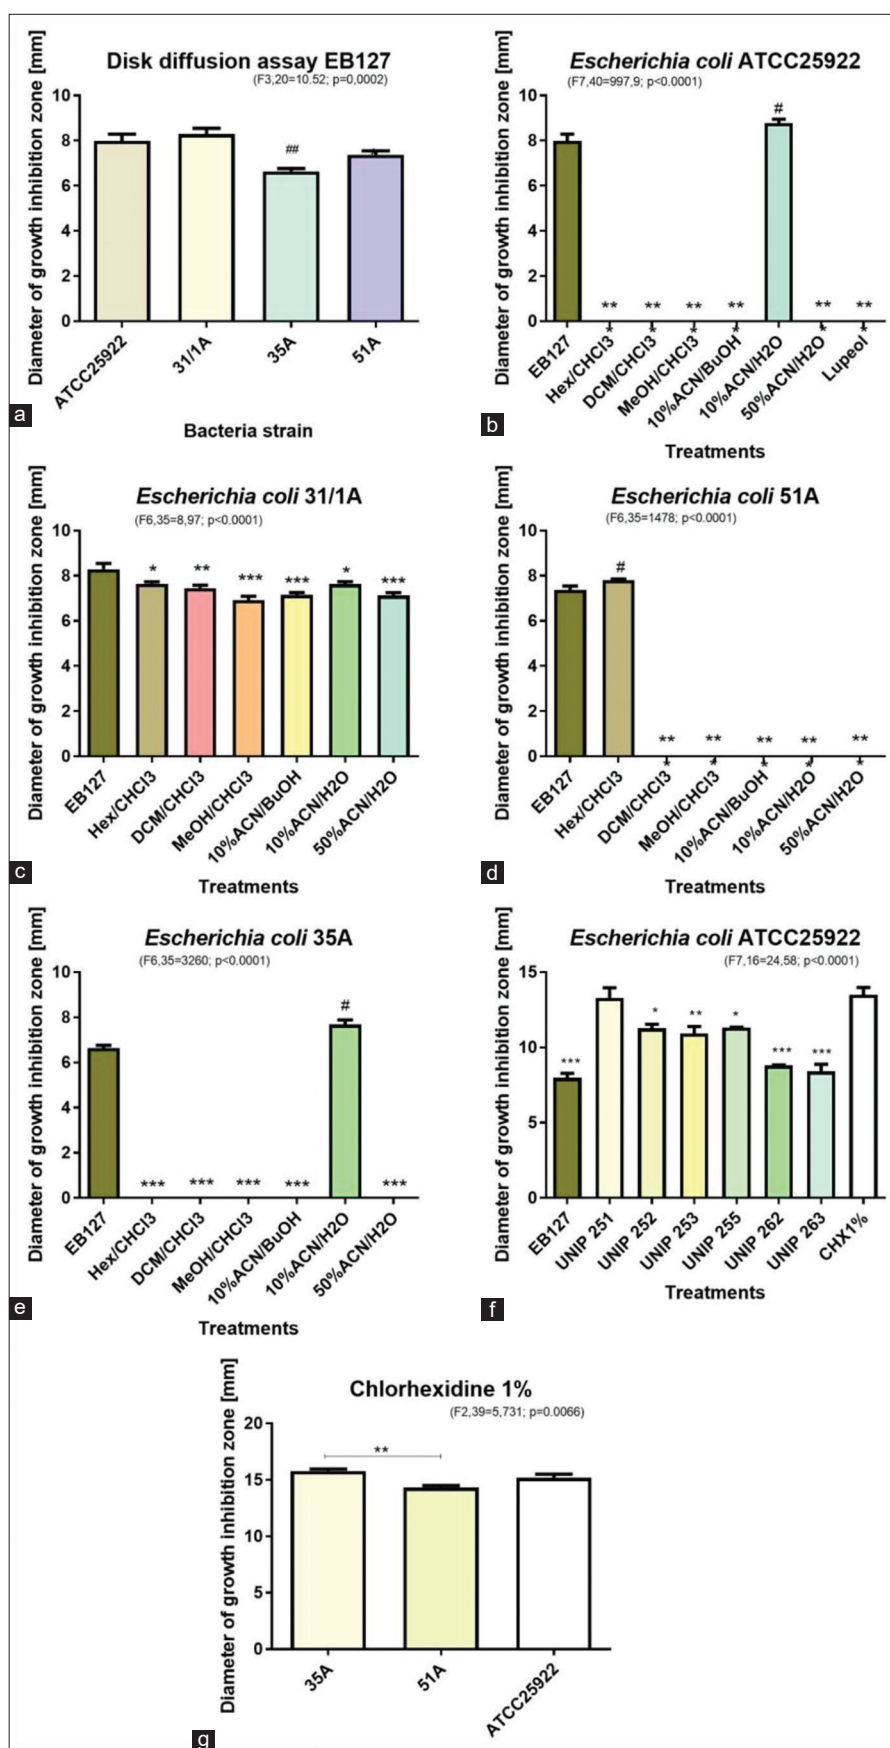 Disk diffusion assay EB127
(F3,20=10.52; p=0,0002)
Diameter of growth inhibition zone [mm]
10
8
6
4
2
0
##
ATCC25922
31/1A
35A
51A
Bacteria strain
a
Escherichia coli ATCC25922
(F7,40=997,9; p<0.0001)
Diameter of growth inhibition zone [mm]
10
8
6
4
2
0
** ** ** ** # ** **
* * * * * *
EB127
Hex/CHCl3
DCM/CHCl3
MeOH/CHCl3
10%ACN/BuOH
10%ACN/H2O
50%ACN/H2O
Lupeol
Treatments
b
Escherichia coli 31/1A
(F6,35=8,97; p<0.0001)
Diameter of growth inhibition zone [mm]
10
8
6
4
2
0
* ** *** *** * ***
EB127
Hex/CHCl3
DCM/CHCl3
MeOH/CHCl3
10%ACN/BuOH
10%ACN/H2O
50%ACN/H2O
Treatments
c
Escherichia coli 51A
(F6,35=1478; p<0.0001)
Diameter of growth inhibition zone [mm]
10
8
6
4
2
0
# ** ** ** ** **
* * * * *
EB127
Hex/CHCl3
DCM/CHCl3
MeOH/CHCl3
10%ACN/BuOH
10%ACN/H2O
50%ACN/H2O
Treatments
d
Escherichia coli 35A
(F6,35=3260; p<0.0001)
Diameter of growth inhibition zone [mm]
10
8
6
4
2
0
*** *** *** *** # ***
EB127
Hex/CHCl3
DCM/CHCl3
MeOH/CHCl3
10%ACN/BuOH
10%ACN/H2O
50%ACN/H2O
Treatments
e
Escherichia coli ATCC25922
(F7,16=24,58; p<0.0001)
Diameter of growth inhibition zone [mm]
15
10
5
0
*** * ** * *** ***
EB127
UNIP 251
UNIP 252
UNIP 253
UNIP 255
UNIP 262
UNIP 263
CHX1%
Treatments
f
Chlorhexidine 1%
(F2,39=5,731; p=0.0066)
Diameter of growth inhibition zone [mm]
20
15
10
5
0
**
35A
51A
ATCC25922
g